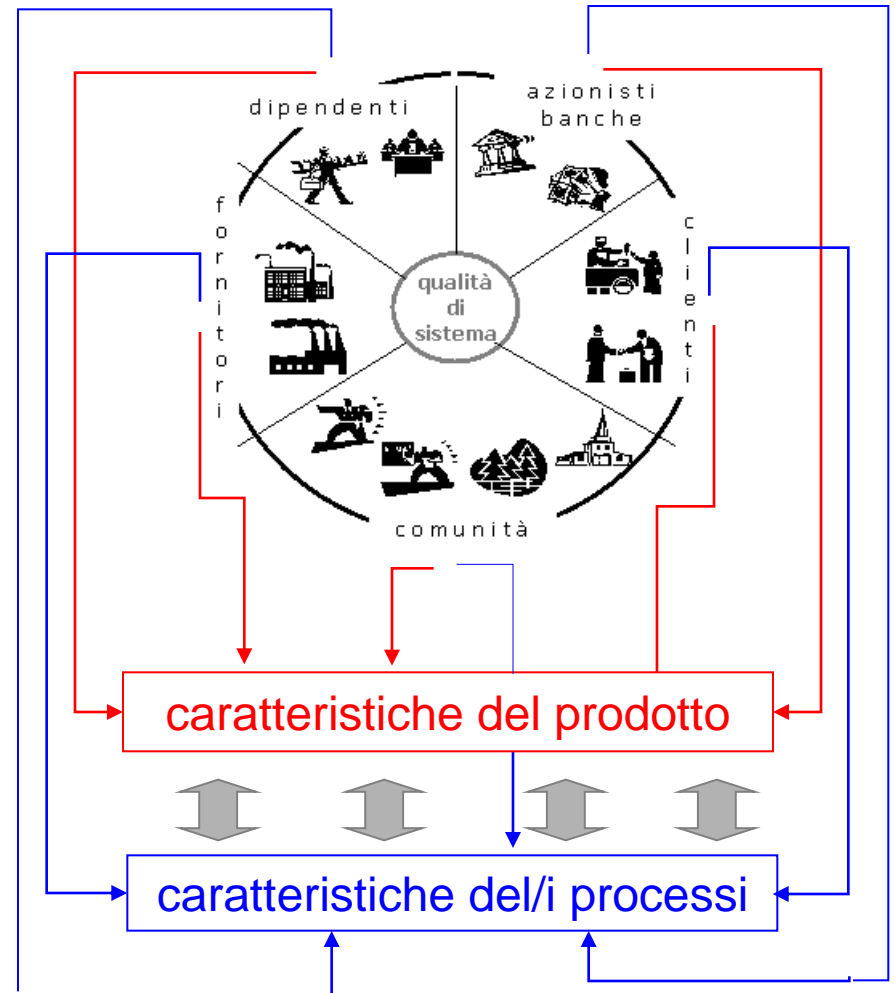 dipendenti
azionisti
banche
fornitori
clienti
qualità
di
sistema
comunità
caratteristiche del prodotto
caratteristiche del/i processi